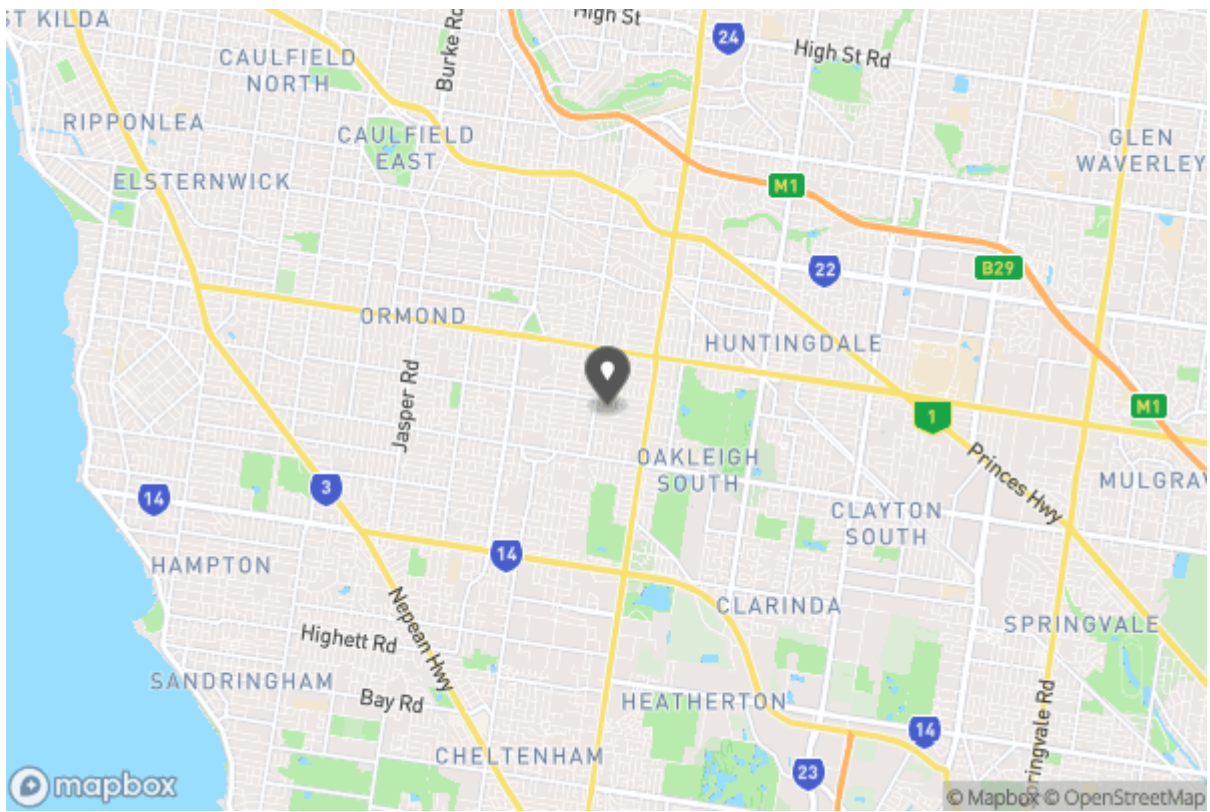 ST KILDA
High St
24
High St Rd
Burke Rd
CAULFIELD
NORTH
RIPPONLEA
CAULFIELD
EAST
GLEN
WAVERLEY
ELSTERNWICK
M1
22
B29
ORMOND
HUNTINGDALE
Jasper Rd
M1
1
Princes Hwy
OAKLEIGH
SOUTH
MULGRAV
3
14
CLAYTON
SOUTH
14
HAMPTON
Nepean Hwy
CLARINDA
SPRINGVALE
Highett Rd
SANDRINGHAM
Bay Rd
HEATHERTON
14
Springvale Rd
CHELTENHAM
23
mapbox
© Mapbox © OpenStreetMap